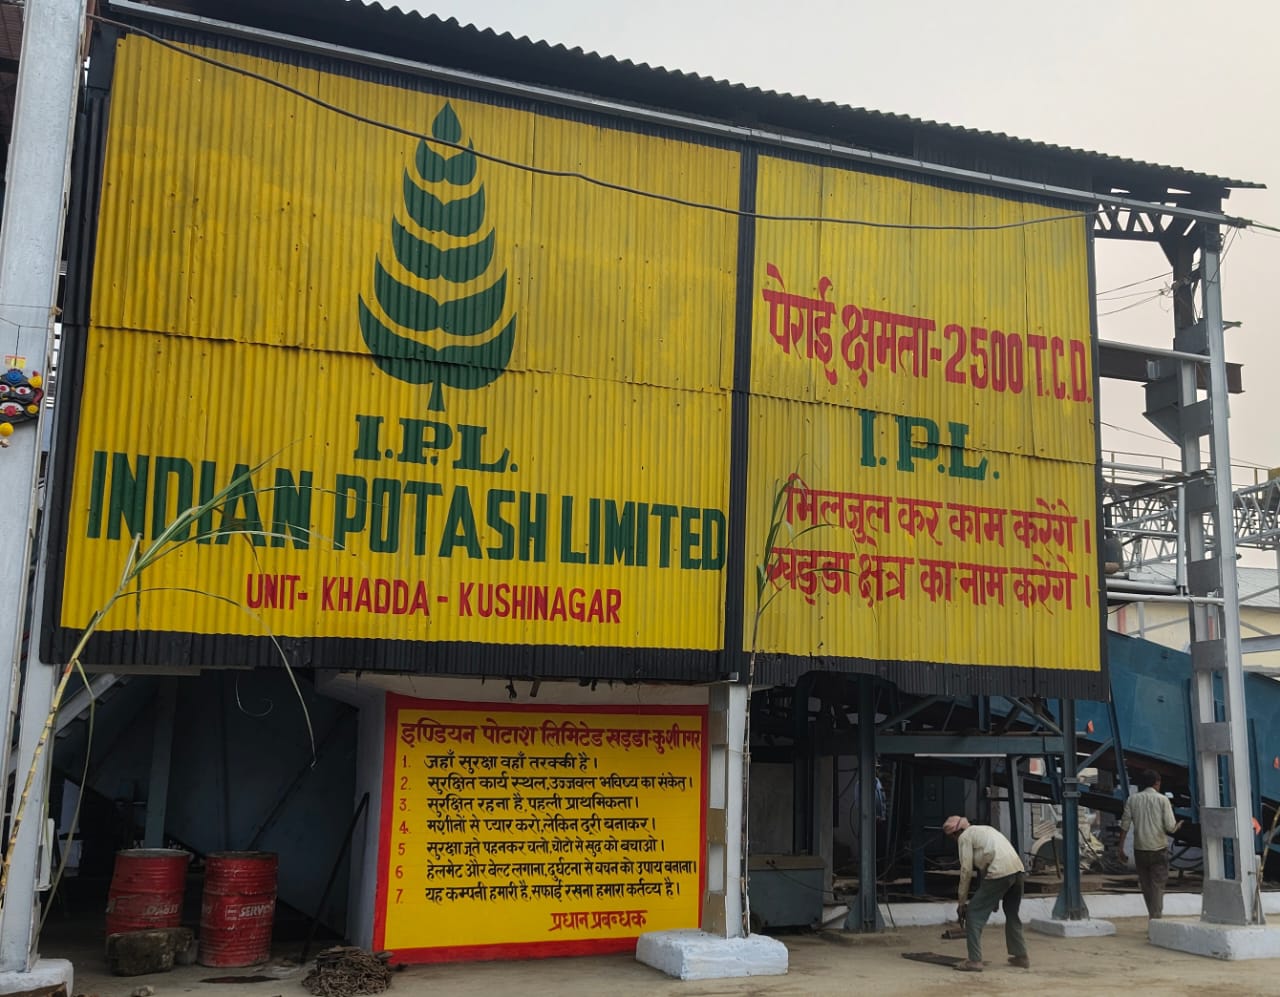 I.P.L.
INDIAN POTASH LIMITED
UNIT- KHADDA - KUSHINAGAR
पेराई क्षमता-2500 T.C.D.
I.P.L.
मिलजुल कर काम करेंगे।
खड्डा क्षेत्र का नाम करेंगे।
इण्डियन पोटाश लिमिटेड खड्डा-कुशीनगर
1. जहाँ सुरक्षा वहाँ तरक्की है।
2. सुरक्षित कार्य स्थल, उज्जवल भविष्य का संकेत।
3. सुरक्षित रहना है, पहली प्राथमिकता।
4. मशीनों से प्यार करो, लेकिन दूरी बनाकर।
5 सुरक्षा जूते पहनकर चलो, चोटो से खुद को बचाओ।
6 हेलमेट और बेल्ट लगाना, दुर्घटना से बचन को उपाय बनाना।
7. यह कम्पनी हमारी है, सफाई रखना हमारा कर्तव्य है।
प्रधान प्रबन्धक
SERVO